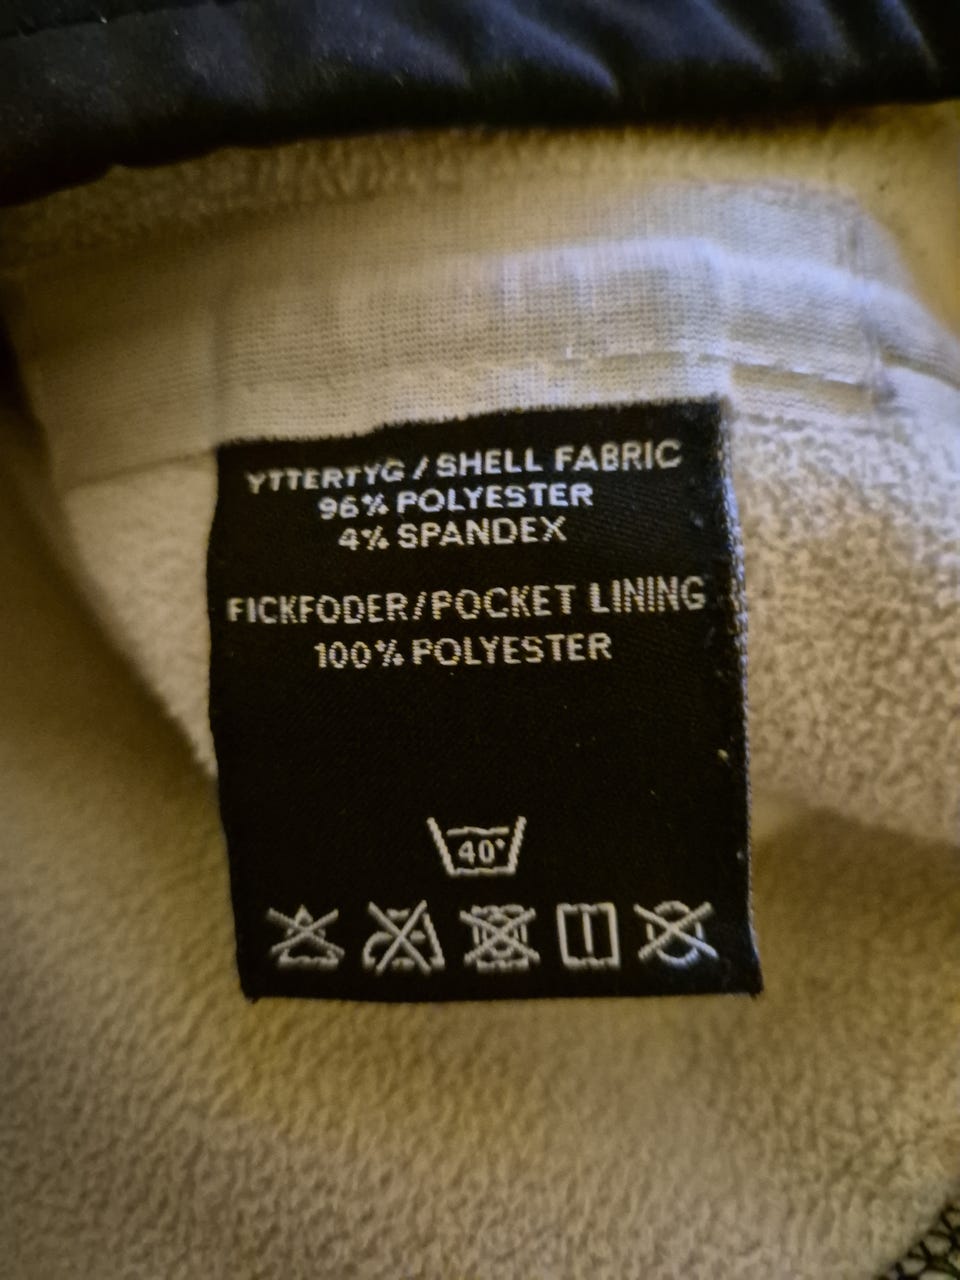 YTTERTYG / SHELL FABRIC
96% POLYESTER
4% SPANDEX
FICKFODER/POCKET LINING
100% POLYESTER
40°